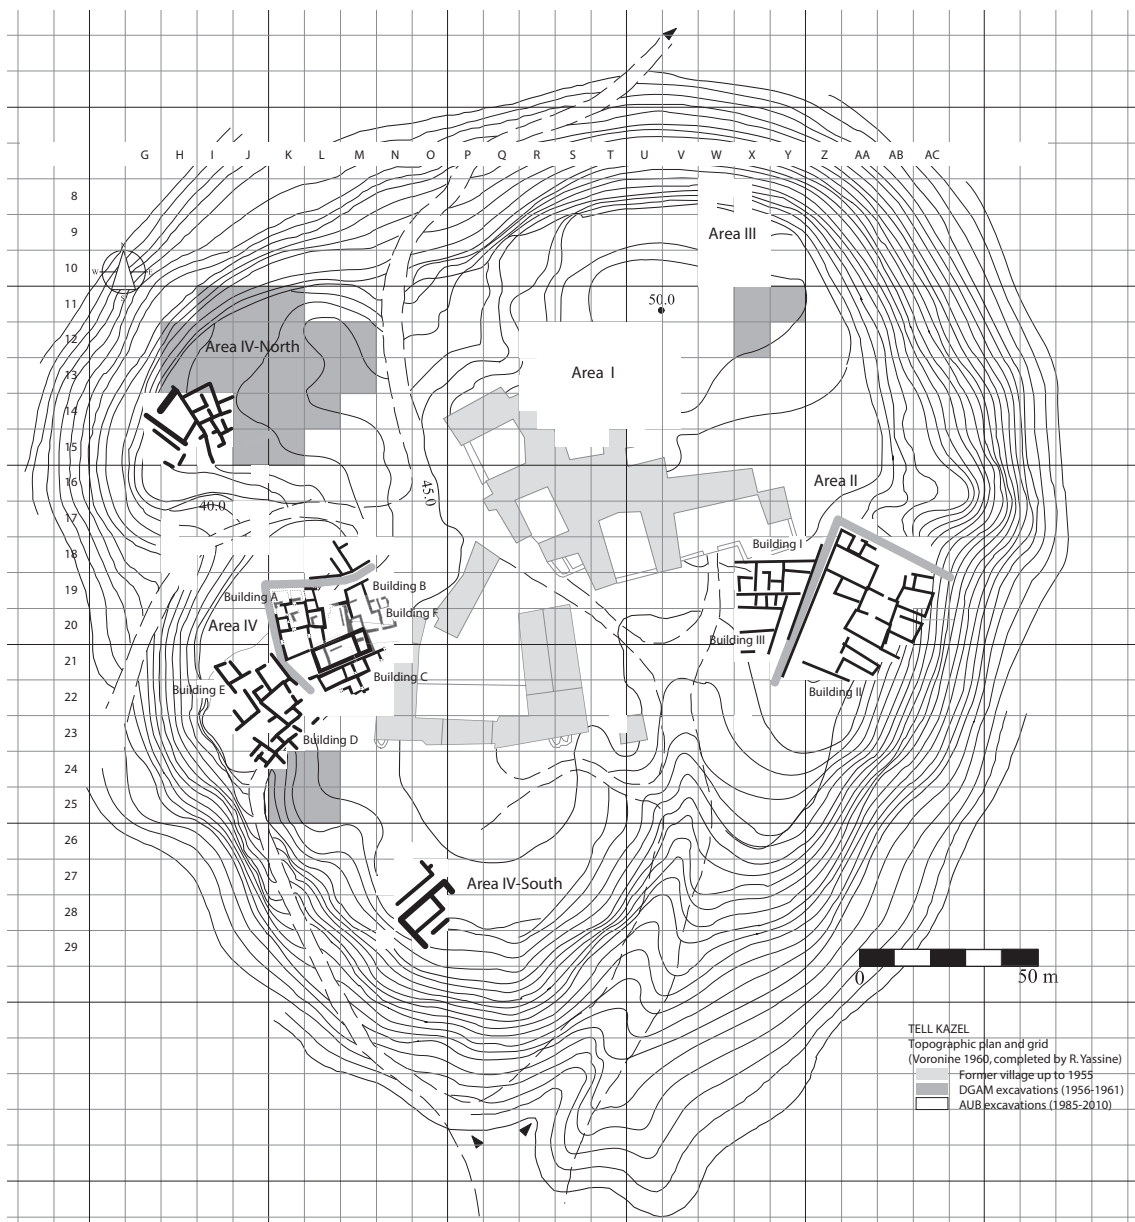 G H I J K L M N O P Q R S T U V W X Y Z AA AB AC
8
9
Area III
N
10
W E
S
11
50.0
12
Area IV-North
13
Area I
14
15
16
Area II
45.0
40.0
17
Building I
18
19
Building B
Building A
Building F
20
Area IV
Building III
21
Building C
22
Building E
Building II
23
Building D
24
25
26
27
Area IV-South
28
29
0 50 m
TELL KAZEL
Topographic plan and grid
(Voronine 1960, completed by R. Yassine)
Former village up to 1955
DGAM excavations (1956-1961)
AUB excavations (1985-2010)